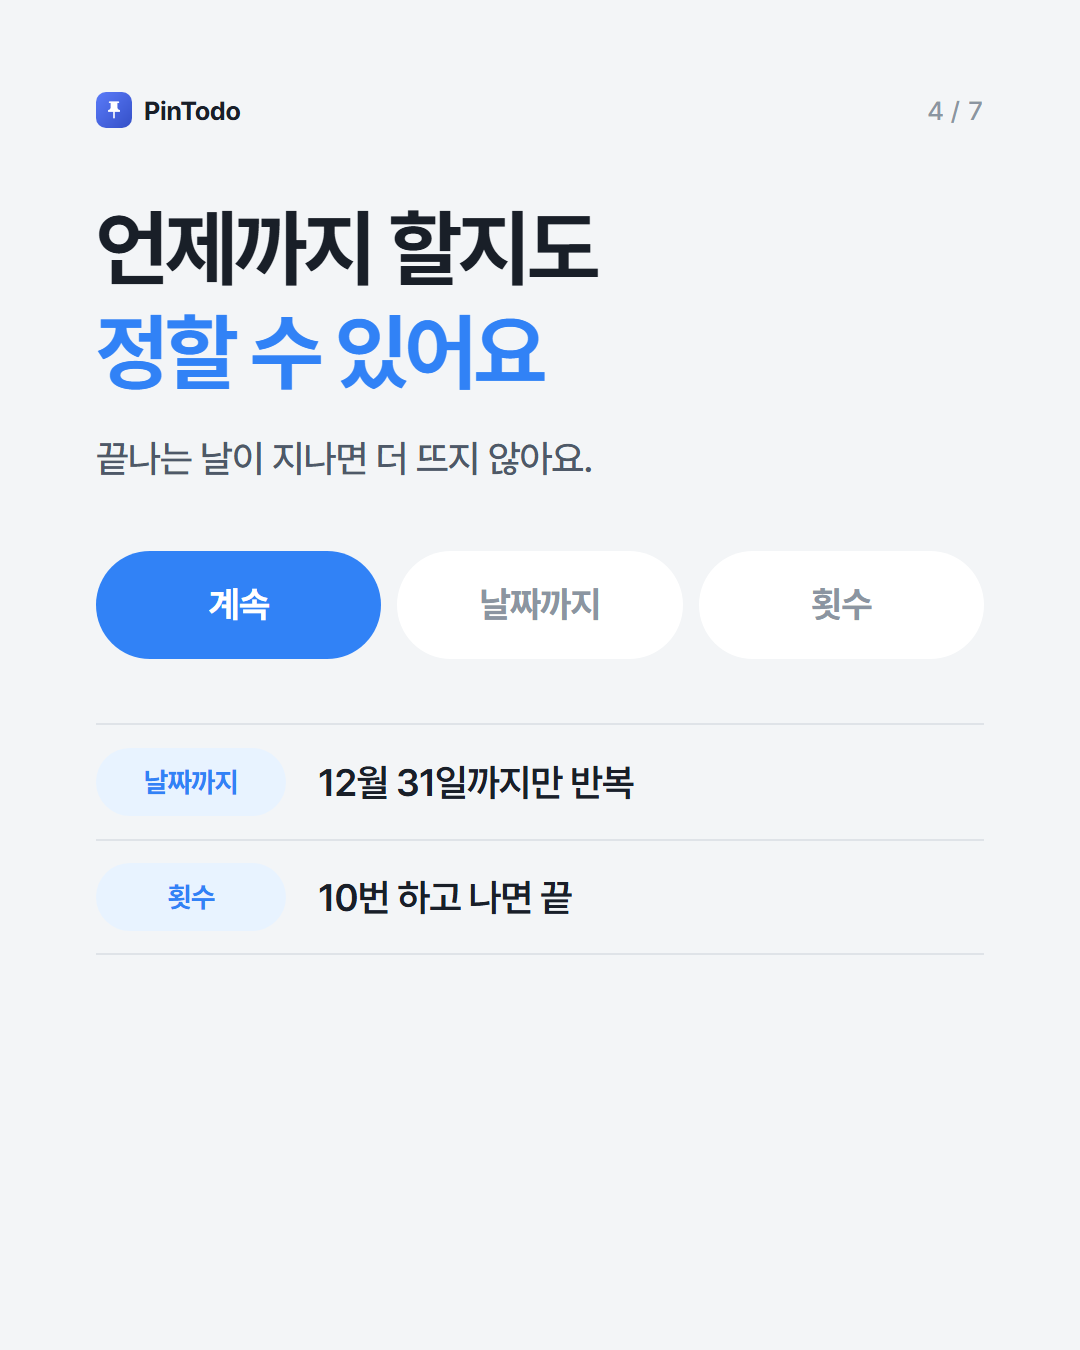 PinTodo
4 / 7
언제까지 할지도
정할 수 있어요
끝나는 날이 지나면 더 뜨지 않아요.
계속
날짜까지
횟수
날짜까지
12월 31일까지만 반복
횟수
10번 하고 나면 끝